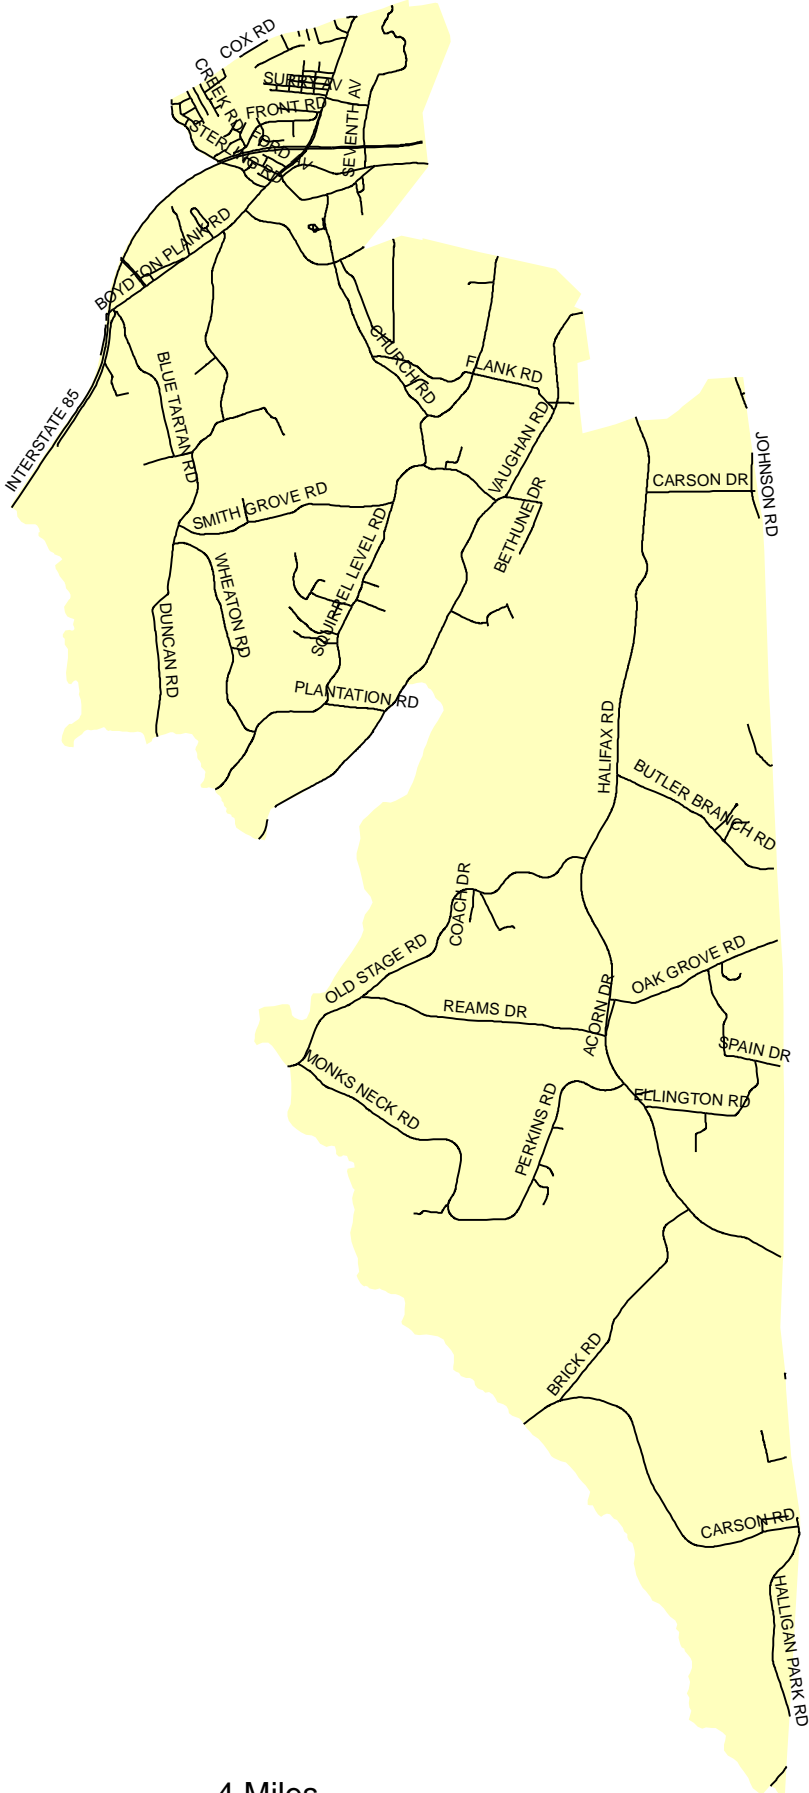 COX RD
CREEK RD
SURRY AV
FRONT RD
SEVENTH AV
FORD AV
STERLING RD
BOYDTON PLANK RD
INTERSTATE 85
BLUE TARTAN RD
CHURCH RD
FLANK RD
VAUGHAN RD
BETHUNE DR
CARSON DR
JOHNSON RD
SMITH GROVE RD
SQUIRREL LEVEL RD
WHEATON RD
DUNCAN RD
PLANTATION RD
HALIFAX RD
BUTLER BRANCH RD
COACH DR
OLD STAGE RD
OAK GROVE RD
REAMS DR
ACORN DR
SPAIN DR
MONKS NECK RD
PERKINS RD
ELLINGTON RD
BRICK RD
CARSON RD
HALLIGAN PARK RD
4 Miles